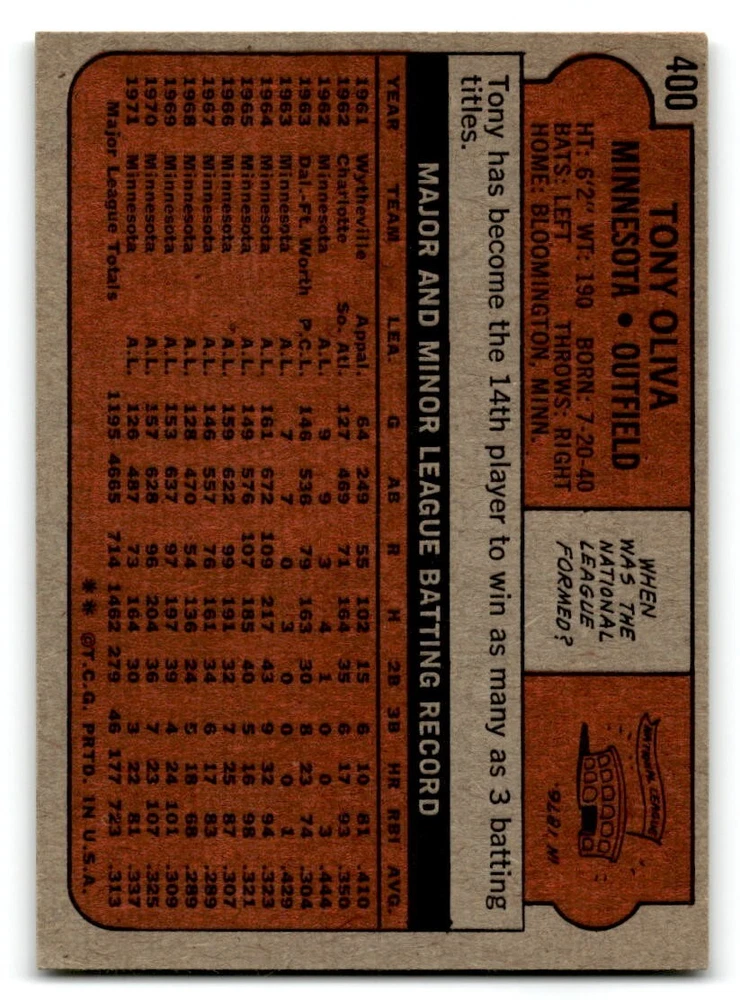 400
TONY OLIVA
MINNESOTA • OUTFIELD
HT: 6'2" WT: 190 BORN: 7-20-40
BATS: LEFT THROWS: RIGHT
HOME: BLOOMINGTON, MINN.
WHEN
WAS THE
NATIONAL
LEAGUE
FORMED?
NATIONAL LEAGUE
IN 1876.
Tony has become the 14th player to win as many as 3 batting
titles.
MAJOR AND MINOR LEAGUE BATTING RECORD
YEAR TEAM LEA. G AB R H 2B 3B HR RBI AVG.
1961 Wytheville Appal. 64 249 55 102 15 6 10 81 .410
1962 Charlotte So. Atl. 127 469 71 164 35 6 17 93 .350
1962 Minnesota A.L. 9 9 3 4 1 0 0 3 .444
1963 Dal.-Ft. Worth P.C.L. 146 536 79 163 30 8 23 74 .304
1963 Minnesota A.L. 7 7 0 3 0 0 0 1 .429
1964 Minnesota A.L. 161 672 109 217 43 9 32 94 .323
1965 Minnesota A.L. 149 576 107 185 40 5 16 98 .321
1966 Minnesota A.L. 159 622 99 191 32 7 25 87 .307
1967 Minnesota A.L. 146 557 76 161 34 6 17 83 .289
1968 Minnesota A.L. 128 470 54 136 24 5 18 68 .289
1969 Minnesota A.L. 153 637 97 197 39 4 24 101 .309
1970 Minnesota A.L. 157 628 96 204 36 7 23 107 .325
1971 Minnesota A.L. 126 487 73 164 30 3 22 81 .337
Major League Totals 1195 4665 714 1462 279 46 177 723 .313
** ©T.C.G. PRTD. IN U.S.A.